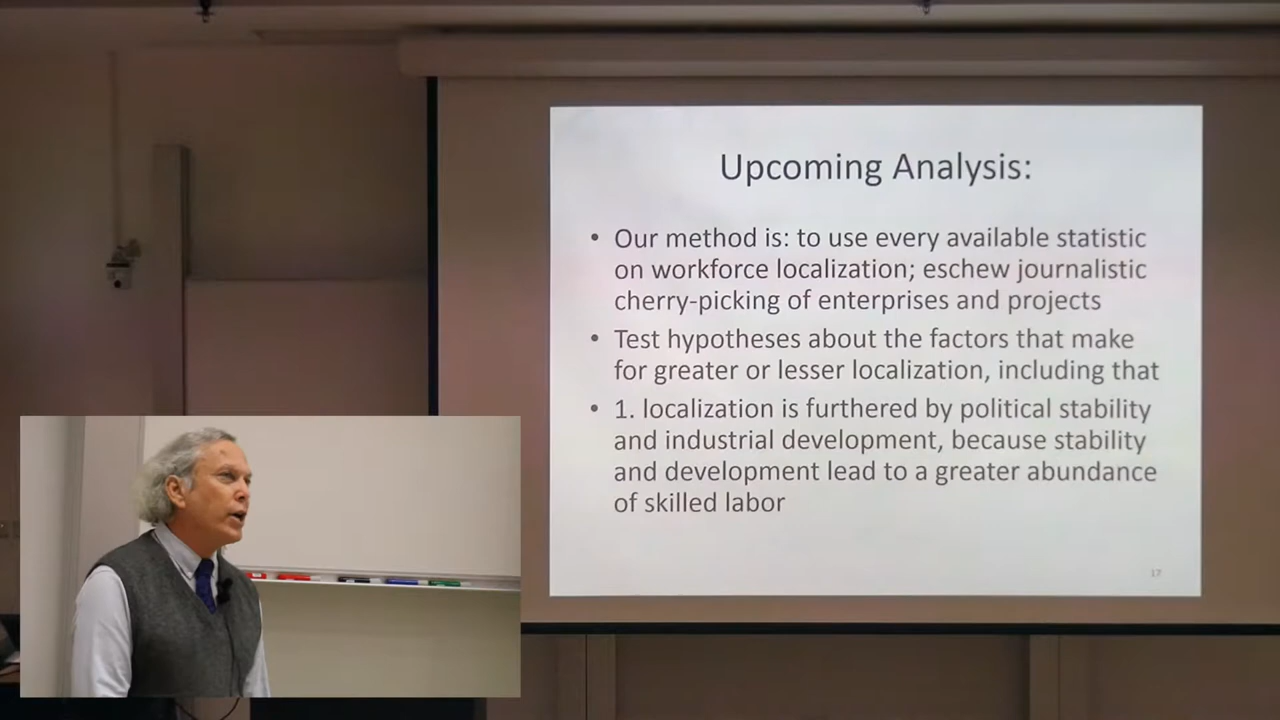 Upcoming Analysis:
• Our method is: to use every available statistic
on workforce localization; eschew journalistic
cherry-picking of enterprises and projects
• Test hypotheses about the factors that make
for greater or lesser localization, including that
• 1. localization is furthered by political stability
and industrial development, because stability
and development lead to a greater abundance
of skilled labor
17